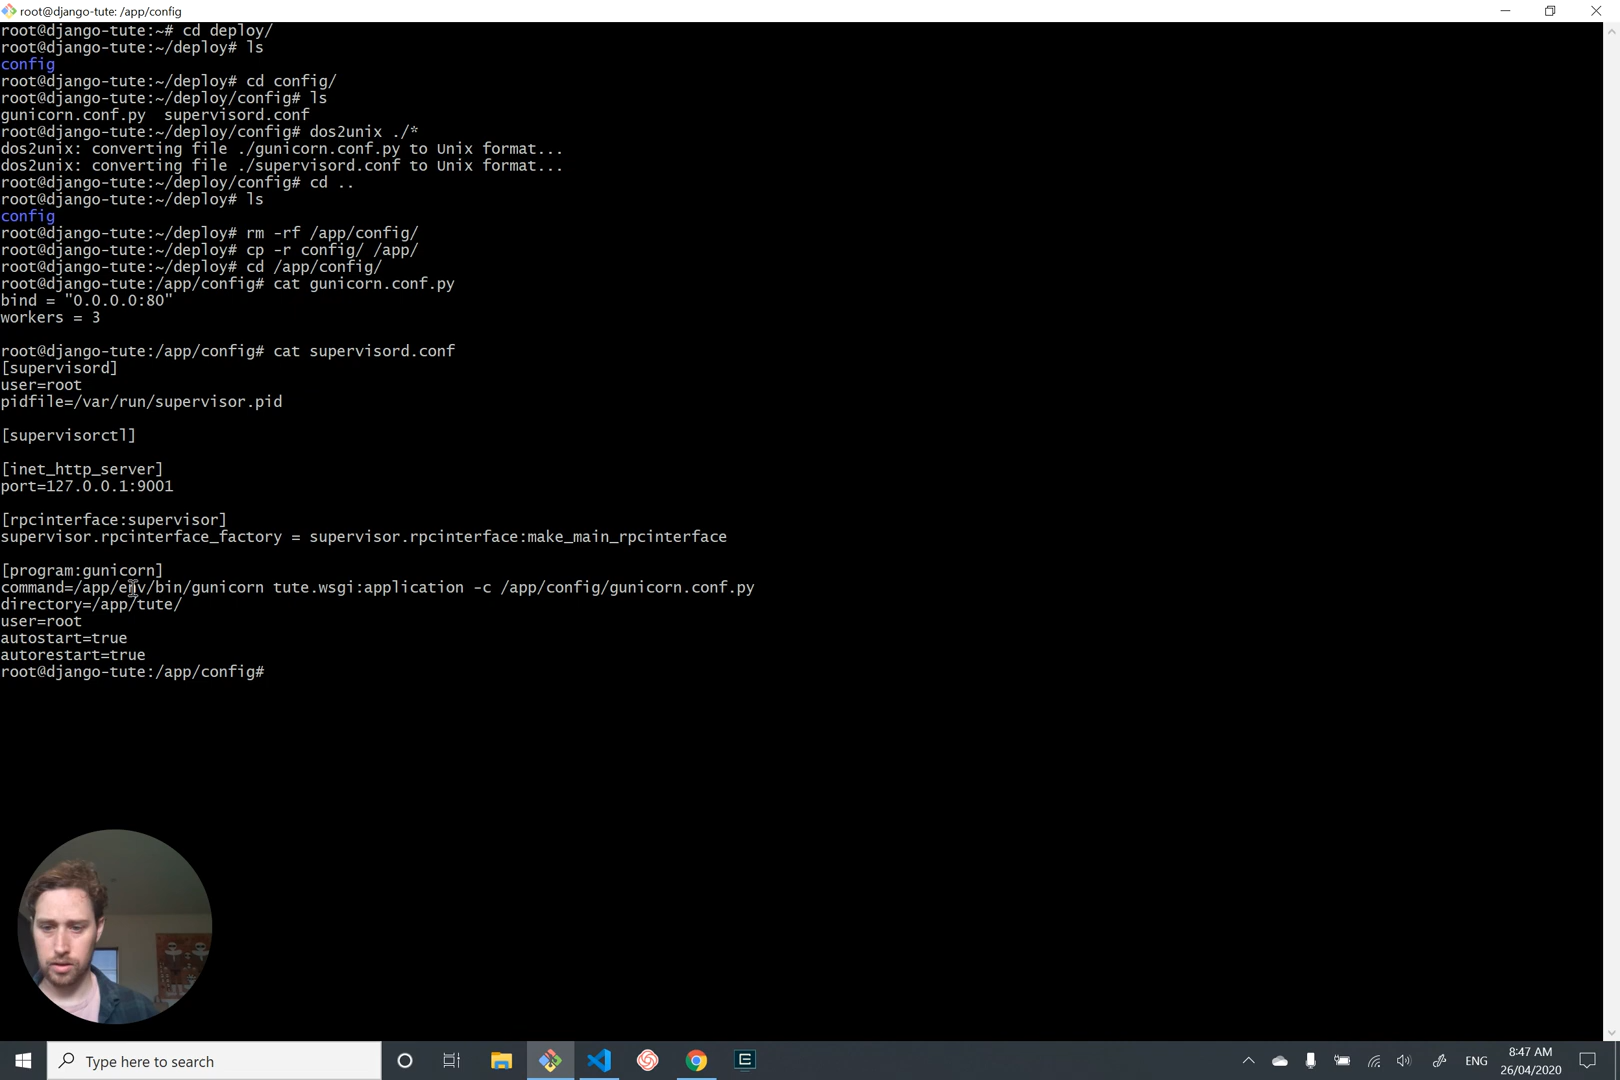 root@django-tute: /app/config
root@django-tute:~# cd deploy/
root@django-tute:~/deploy# ls
config
root@django-tute:~/deploy# cd config/
root@django-tute:~/deploy/config# ls
gunicorn.conf.py  supervisord.conf
root@django-tute:~/deploy/config# dos2unix ./*
dos2unix: converting file ./gunicorn.conf.py to Unix format...
dos2unix: converting file ./supervisord.conf to Unix format...
root@django-tute:~/deploy/config# cd ..
root@django-tute:~/deploy# ls
config
root@django-tute:~/deploy# rm -rf /app/config/
root@django-tute:~/deploy# cp -r config/ /app/
root@django-tute:~/deploy# cd /app/config/
root@django-tute:/app/config# cat gunicorn.conf.py
bind = "0.0.0.0:80"
workers = 3
root@django-tute:/app/config# cat supervisord.conf
[supervisord]
user=root
pidfile=/var/run/supervisor.pid
[supervisorctl]
[inet_http_server]
port=127.0.0.1:9001
[rpcinterface:supervisor]
supervisor.rpcinterface_factory = supervisor.rpcinterface:make_main_rpcinterface
[program:gunicorn]
command=/app/env/bin/gunicorn tute.wsgi:application -c /app/config/gunicorn.conf.py
directory=/app/tute/
user=root
autostart=true
autorestart=true
root@django-tute:/app/config#
Type here to search
ENG
8:47 AM
26/04/2020